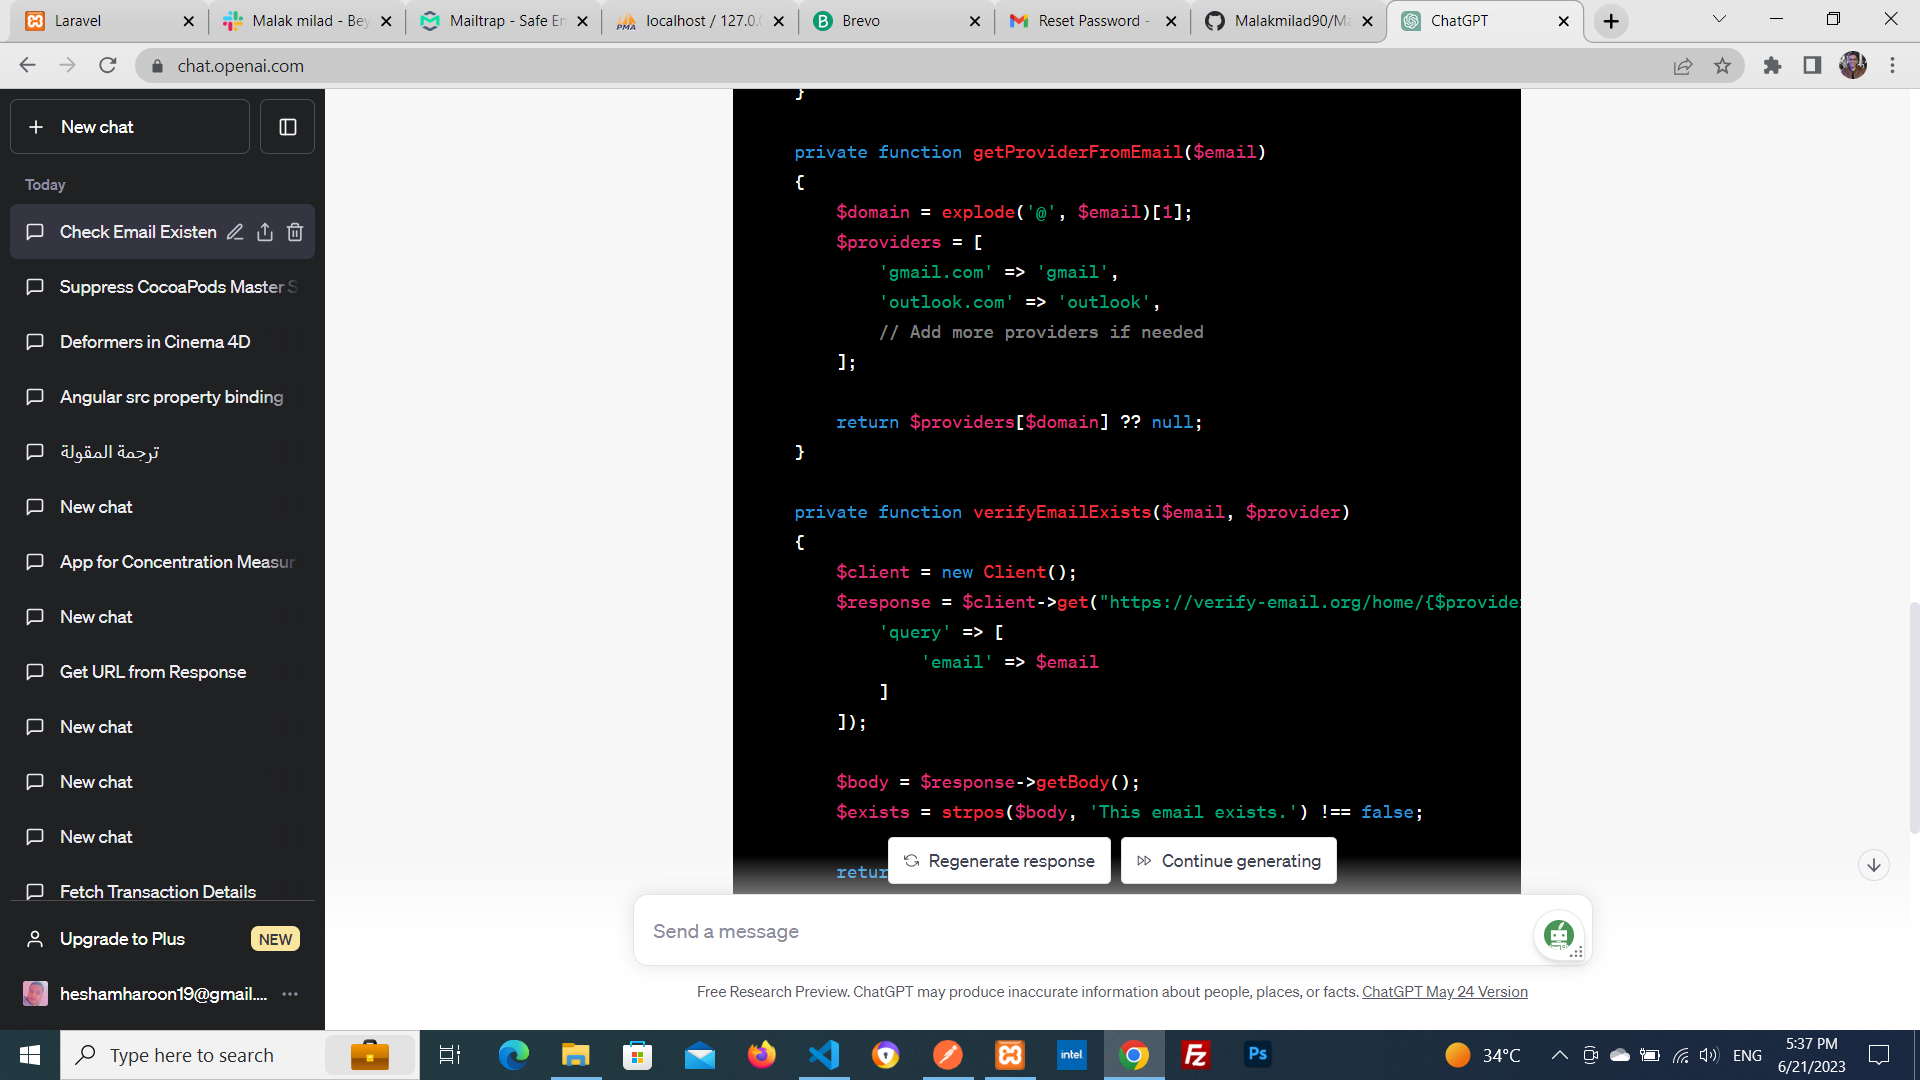 Laravel
Malak milad - Bey
Mailtrap - Safe Em
localhost / 127.0.0
Brevo
Reset Password -
Malakmilad90/Ma
ChatGPT
chat.openai.com
New chat
Today
Check Email Existen
Suppress CocoaPods Master S
Deformers in Cinema 4D
Angular src property binding
ترجمة المقولة
New chat
App for Concentration Measur
New chat
Get URL from Response
New chat
New chat
New chat
Fetch Transaction Details
Upgrade to Plus NEW
heshamharoon19@gmail....
}
private function getProviderFromEmail($email)
{
$domain = explode('@', $email)[1];
$providers = [
'gmail.com' => 'gmail',
'outlook.com' => 'outlook',
// Add more providers if needed
];
return $providers[$domain] ?? null;
}
private function verifyEmailExists($email, $provider)
{
$client = new Client();
$response = $client->get("https://verify-email.org/home/{$provider
'query' => [
'email' => $email
]
]);
$body = $response->getBody();
$exists = strpos($body, 'This email exists.') !== false;
retur
Regenerate response
Continue generating
Send a message
Free Research Preview. ChatGPT may produce inaccurate information about people, places, or facts. ChatGPT May 24 Version
Type here to search
intel
Fz
Ps
34°C
ENG
5:37 PM
6/21/2023